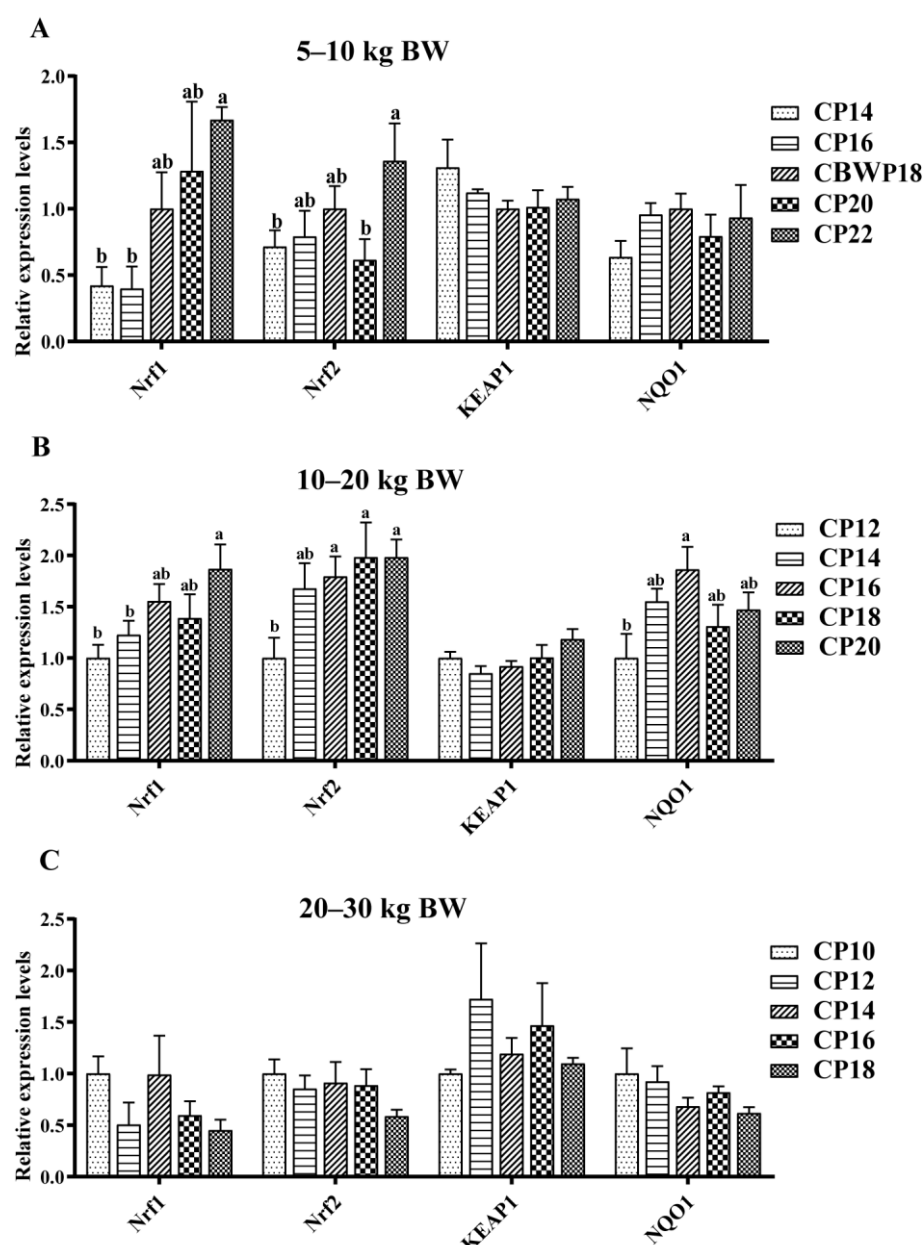 A
5–10 kg BW
Relative expression levels
2.0
1.5
1.0
0.5
0.0
b b ab ab a
b ab ab b a
Nrf1 Nrf2 KEAP1 NQO1
CP14
CP16
CBWP18
CP20
CP22
B
10–20 kg BW
Relative expression levels
2.5
2.0
1.5
1.0
0.5
0.0
b b ab ab a
b ab a a a
b ab a ab ab
Nrf1 Nrf2 KEAP1 NQO1
CP12
CP14
CP16
CP18
CP20
C
20–30 kg BW
Relative expression levels
2.5
2.0
1.5
1.0
0.5
0.0
Nrf1 Nrf2 KEAP1 NQO1
CP10
CP12
CP14
CP16
CP18